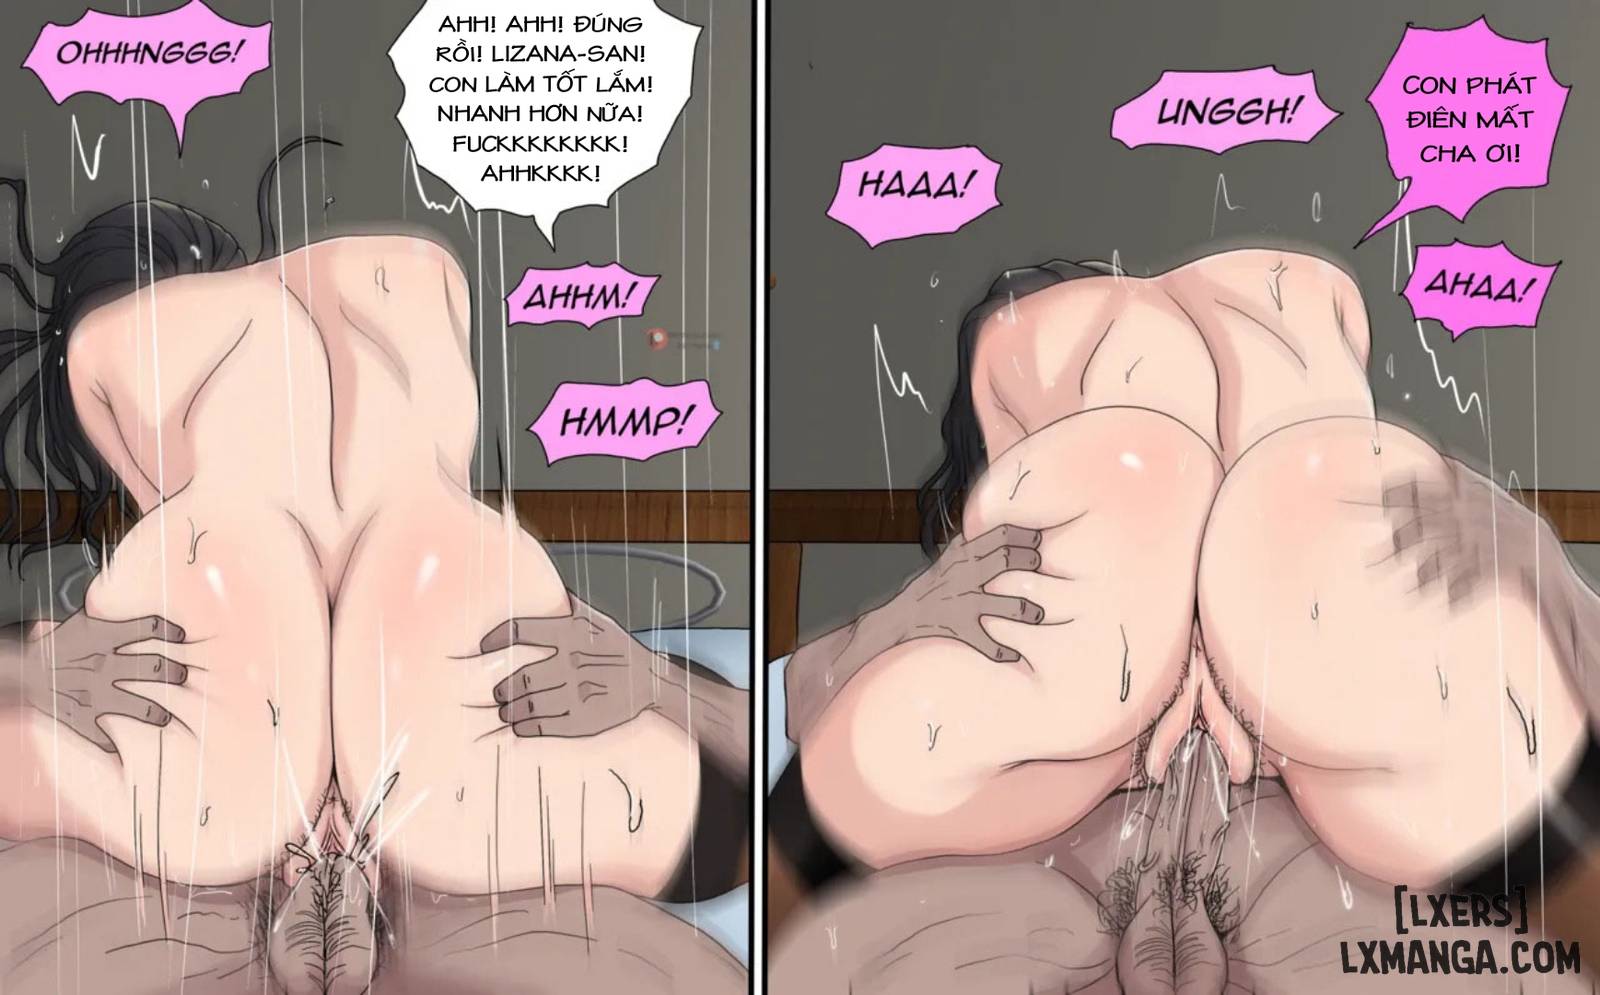 OHHHNGGG!
AHH! AHH! ĐÚNG
RỒI! LIZANA-SAN!
CON LÀM TỐT LẮM!
NHANH HƠN NỮA!
FUCKKKKKKKK!
AHHKKKK!
AHHM!
HMMP!
HAAA!
UNGGH!
CON PHÁT
ĐIÊN MẤT
CHA ƠI!
AHAA!
[LXERS]
LXMANGA.COM